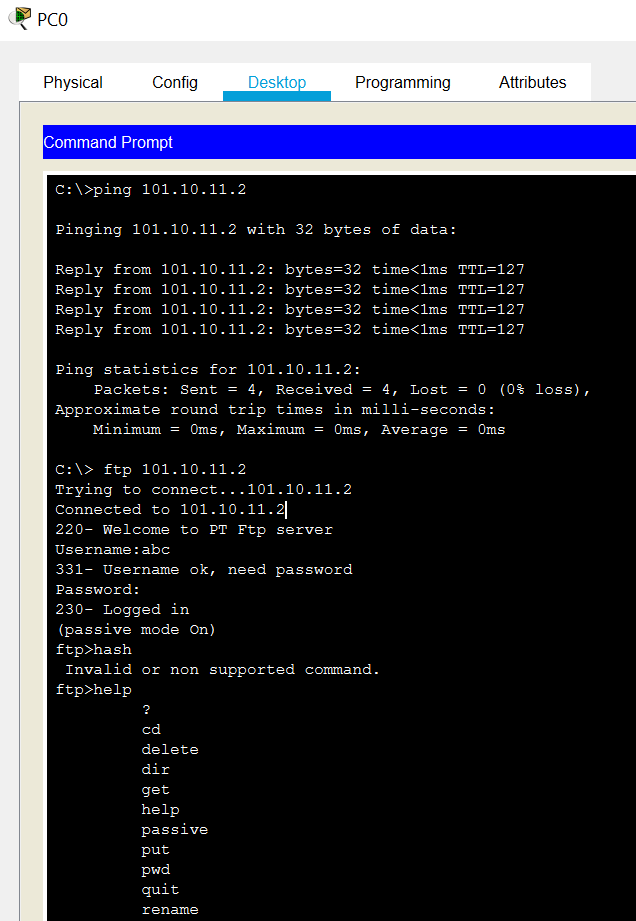 PC0
Physical Config Desktop Programming Attributes
Command Prompt
C:\>ping 101.10.11.2
Pinging 101.10.11.2 with 32 bytes of data:
Reply from 101.10.11.2: bytes=32 time<1ms TTL=127
Reply from 101.10.11.2: bytes=32 time<1ms TTL=127
Reply from 101.10.11.2: bytes=32 time<1ms TTL=127
Reply from 101.10.11.2: bytes=32 time<1ms TTL=127
Ping statistics for 101.10.11.2:
Packets: Sent = 4, Received = 4, Lost = 0 (0% loss),
Approximate round trip times in milli-seconds:
Minimum = 0ms, Maximum = 0ms, Average = 0ms
C:\> ftp 101.10.11.2
Trying to connect...101.10.11.2
Connected to 101.10.11.2
220- Welcome to PT Ftp server
Username:abc
331- Username ok, need password
Password:
230- Logged in
(passive mode On)
ftp>hash
Invalid or non supported command.
ftp>help
?
cd
delete
dir
get
help
passive
put
pwd
quit
rename